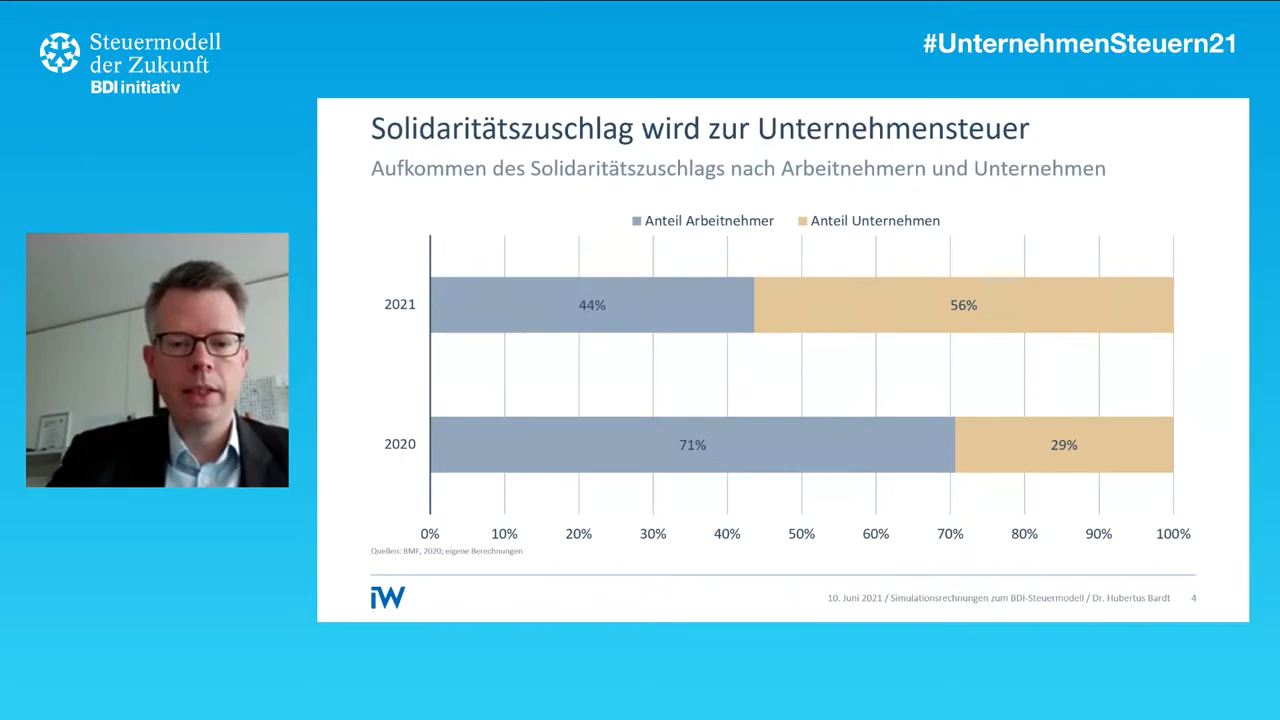 Steuermodell
der Zukunft
BDI initiativ
#UnternehmenSteuern21
Solidaritätszuschlag wird zur Unternehmensteuer
Aufkommen des Solidaritätszuschlags nach Arbeitnehmern und Unternehmen
Anteil Arbeitnehmer Anteil Unternehmen
2021 44% 56%
2020 71% 29%
0% 10% 20% 30% 40% 50% 60% 70% 80% 90% 100%
Quellen: BMF, 2020; eigene Berechnungen
iW
10. Juni 2021 / Simulationsrechnungen zum BDI-Steuermodell / Dr. Hubertus Bardt 4